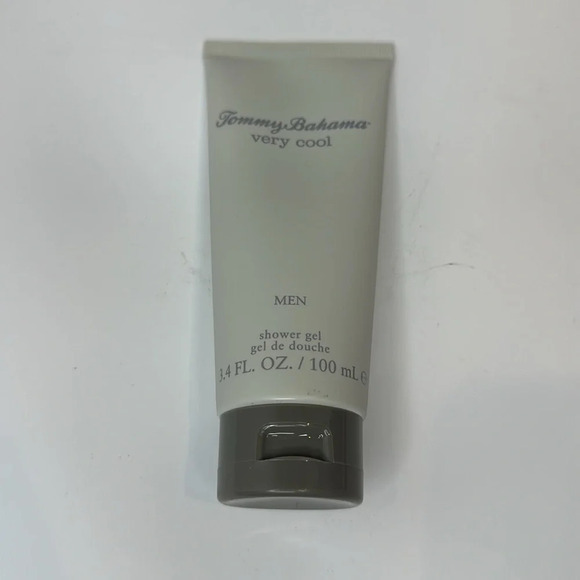 Tommy Bahama
very cool
MEN
shower gel
gel de douche
3.4 FL. OZ. / 100 mL e